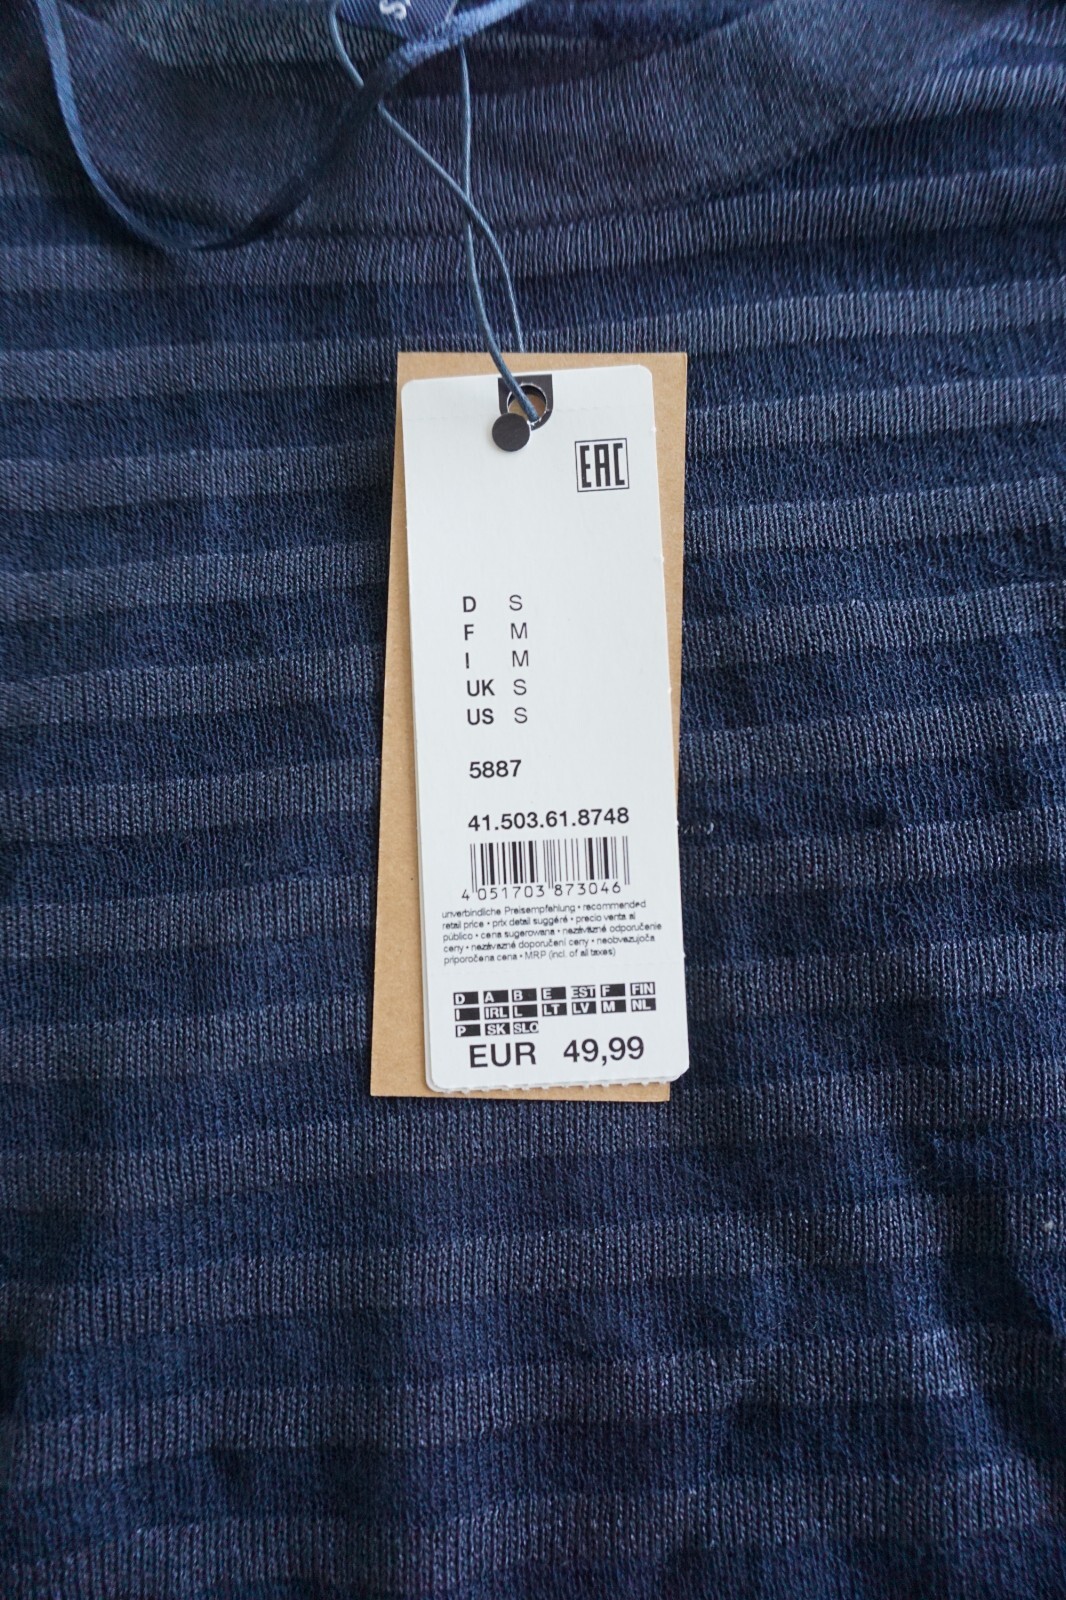 EAC
D S
F M
I M
UK S
US S
5887
41.503.61.8748
4 051703 873046
unverbindliche Preisempfehlung • recommended
retail price • prix détail suggéré • precio venta al
público • cena sugerowana • nezáväzné odporučenie
ceny • nezávazné doporučení ceny • neobvezujoča
priporočena cena • MRP (incl. of all taxes)
D A B E EST F FIN
I IRL L LT LV M NL
P SK SLO
EUR 49,99